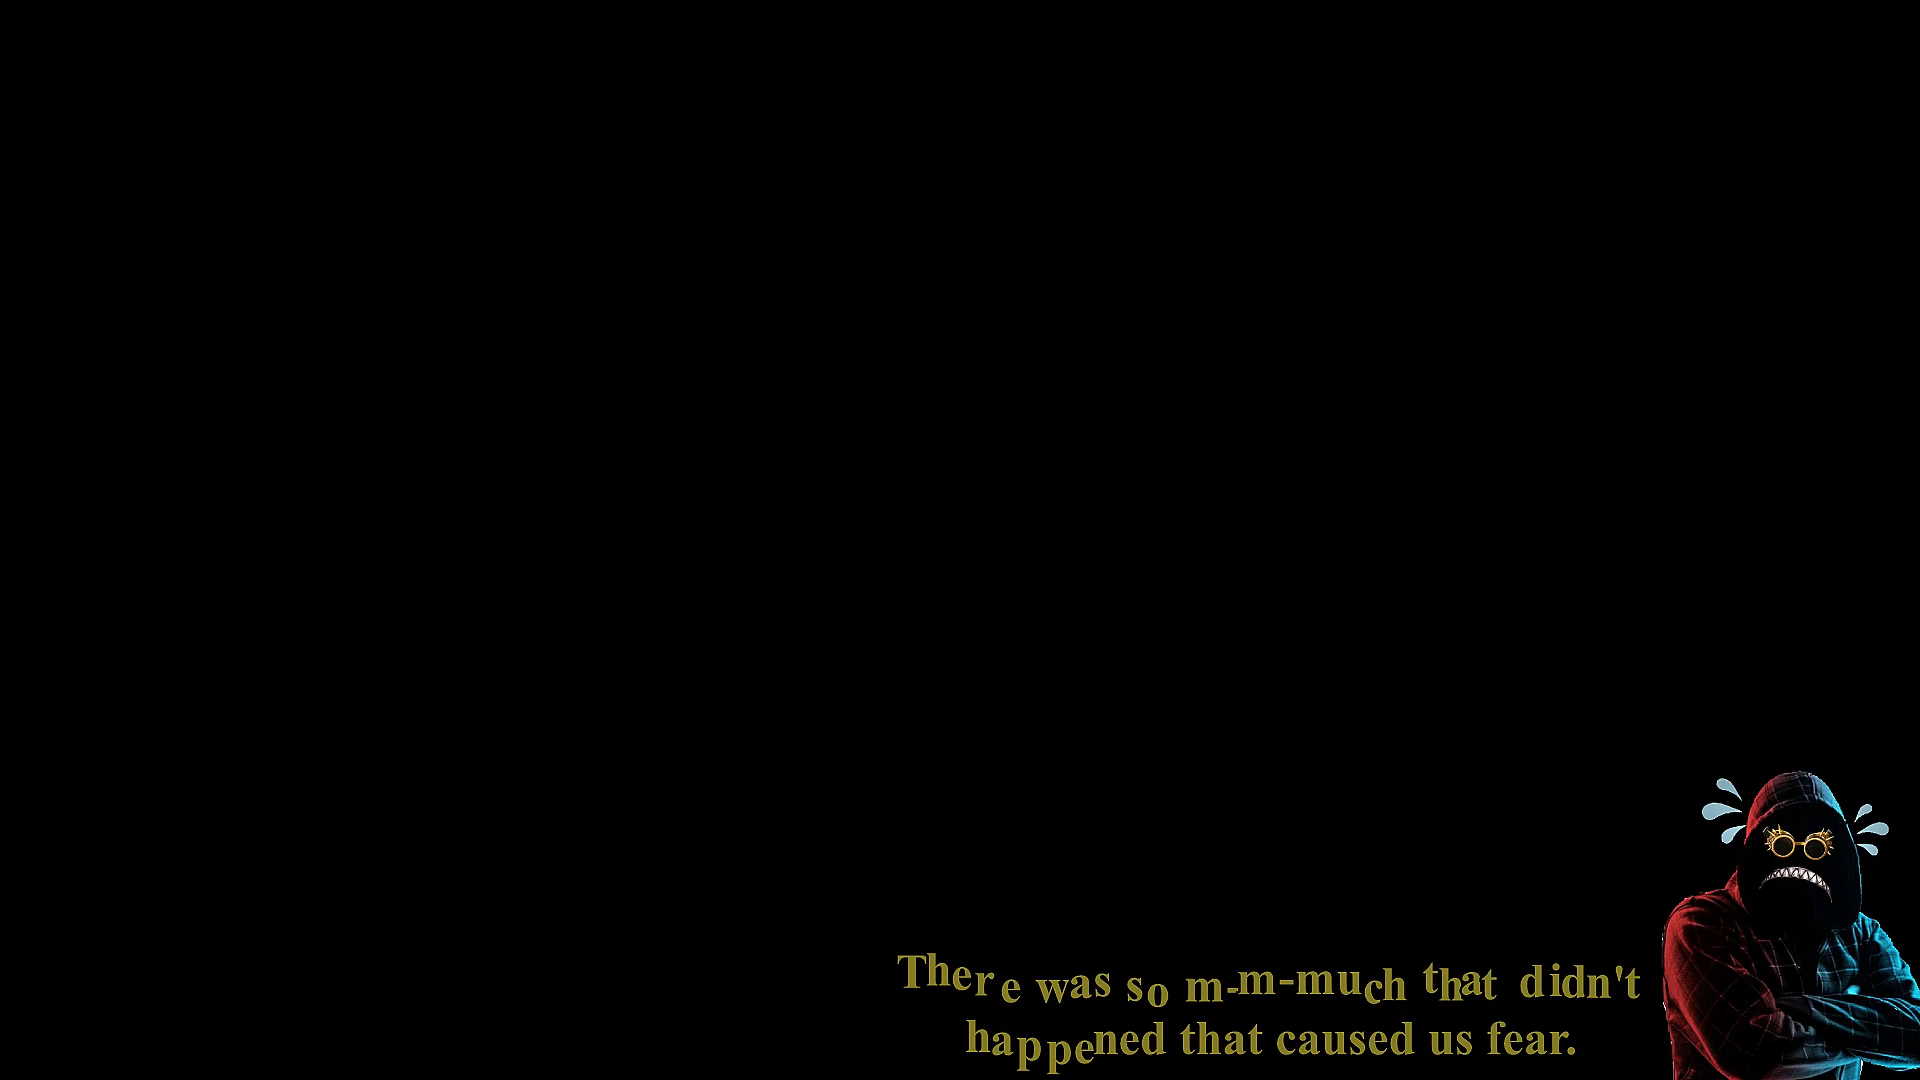 There was so m-m-much that didn't
happened that caused us fear.